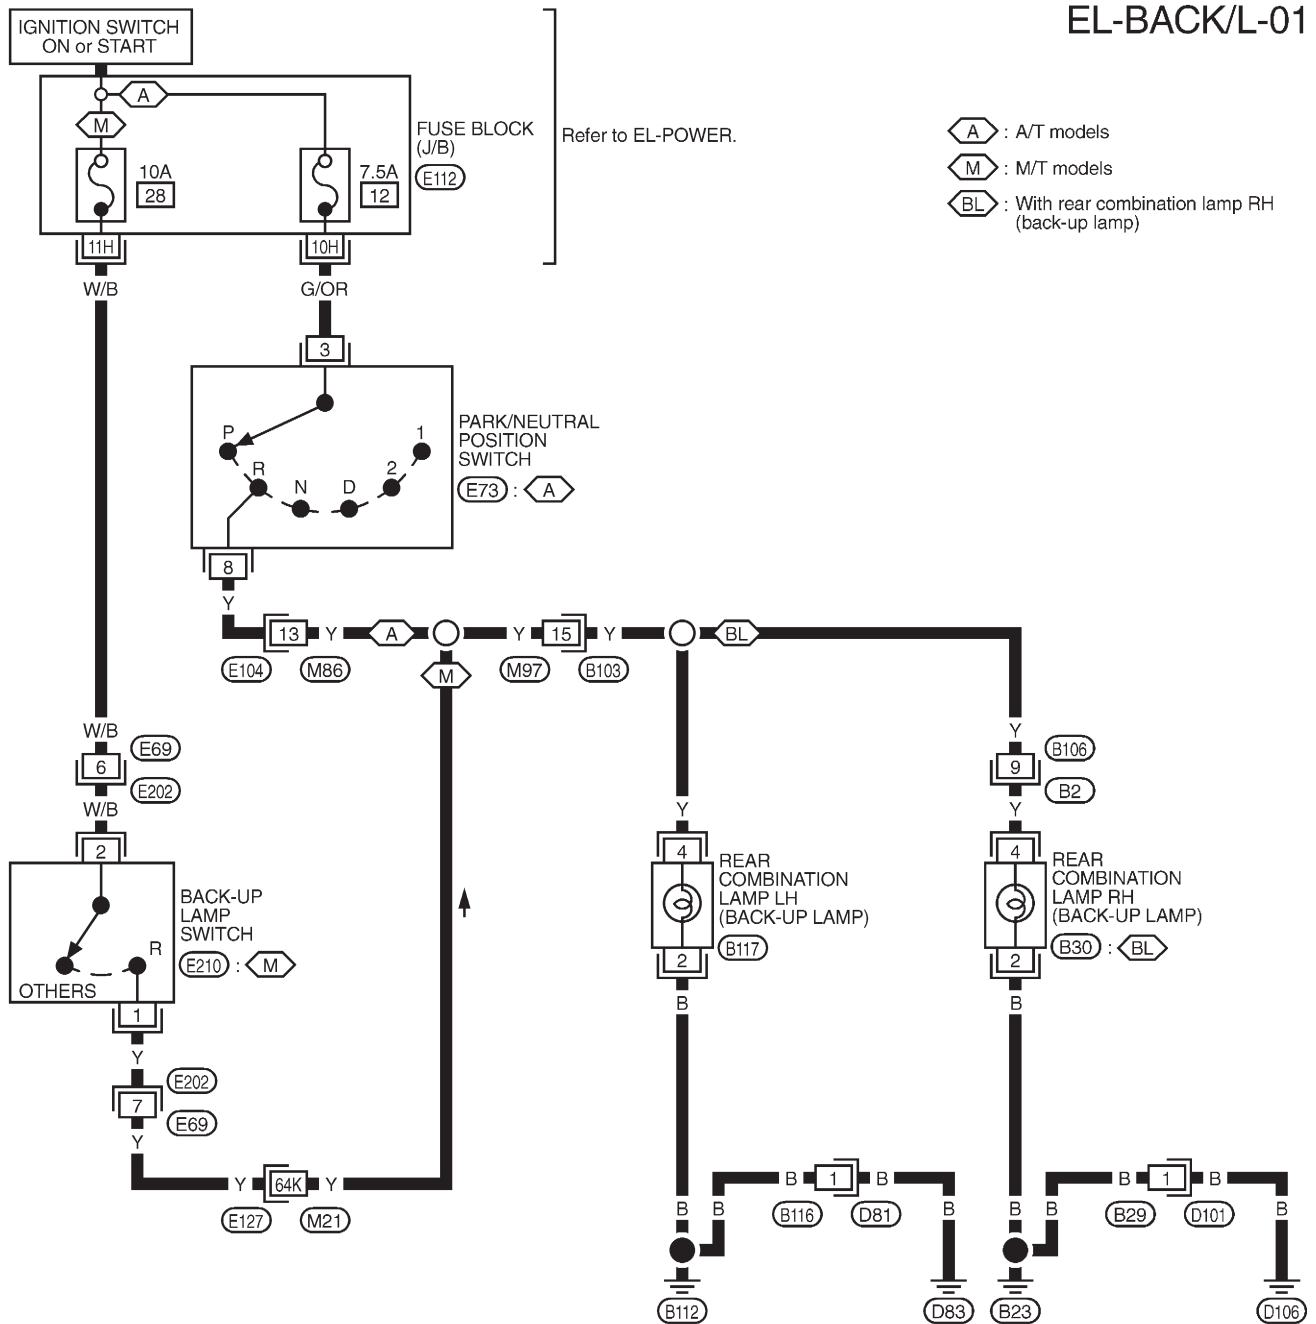 EL-BACK/L-01
IGNITION SWITCH
ON or START
A
M
10A
28
7.5A
12
FUSE BLOCK
(J/B)
E112
Refer to EL-POWER.
A : A/T models
M : M/T models
BL : With rear combination lamp RH
(back-up lamp)
11H
10H
W/B
G/OR
3
P
R
N
D
2
1
PARK/NEUTRAL
POSITION
SWITCH
E73 : A
8
Y
13
Y
A
Y
15
Y
BL
E104
M86
M
M97
B103
W/B
E69
6
E202
W/B
2
BACK-UP
LAMP
SWITCH
E210 : M
R
OTHERS
1
Y
E202
7
E69
Y
Y
64K
Y
E127
M21
Y
4
REAR
COMBINATION
LAMP LH
(BACK-UP LAMP)
B117
2
B
Y
B106
9
B2
Y
4
REAR
COMBINATION
LAMP RH
(BACK-UP LAMP)
B30 : BL
2
B
B
1
B
B116
D81
B
B
B
B112
D83
B
1
B
B29
D101
B
B
B
B23
D106